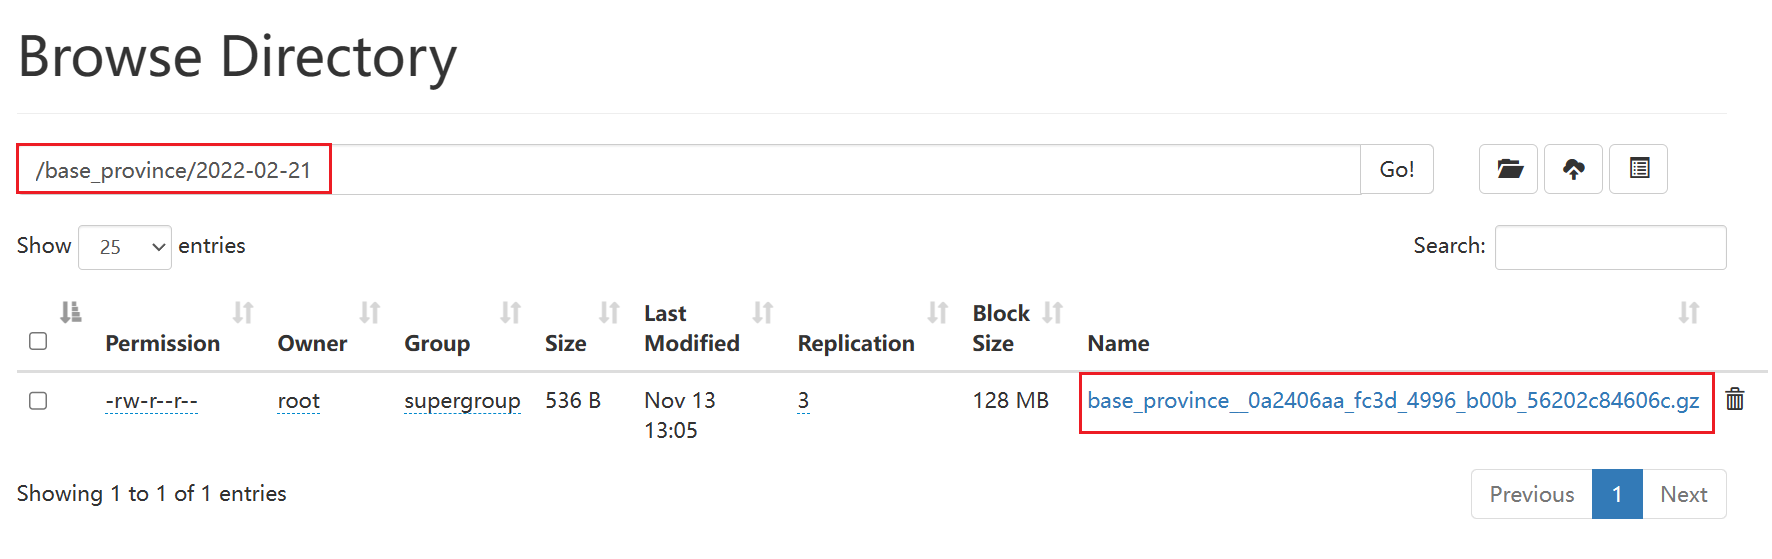 Browse Directory
/base_province/2022-02-21
Go!
Show 25 entries
Search:
Permission Owner Group Size Last Modified Replication Block Size Name
-rw-r--r-- root supergroup 536 B Nov 13 13:05 3 128 MB base_province__0a2406aa_fc3d_4996_b00b_56202c84606c.gz
Showing 1 to 1 of 1 entries
Previous 1 Next